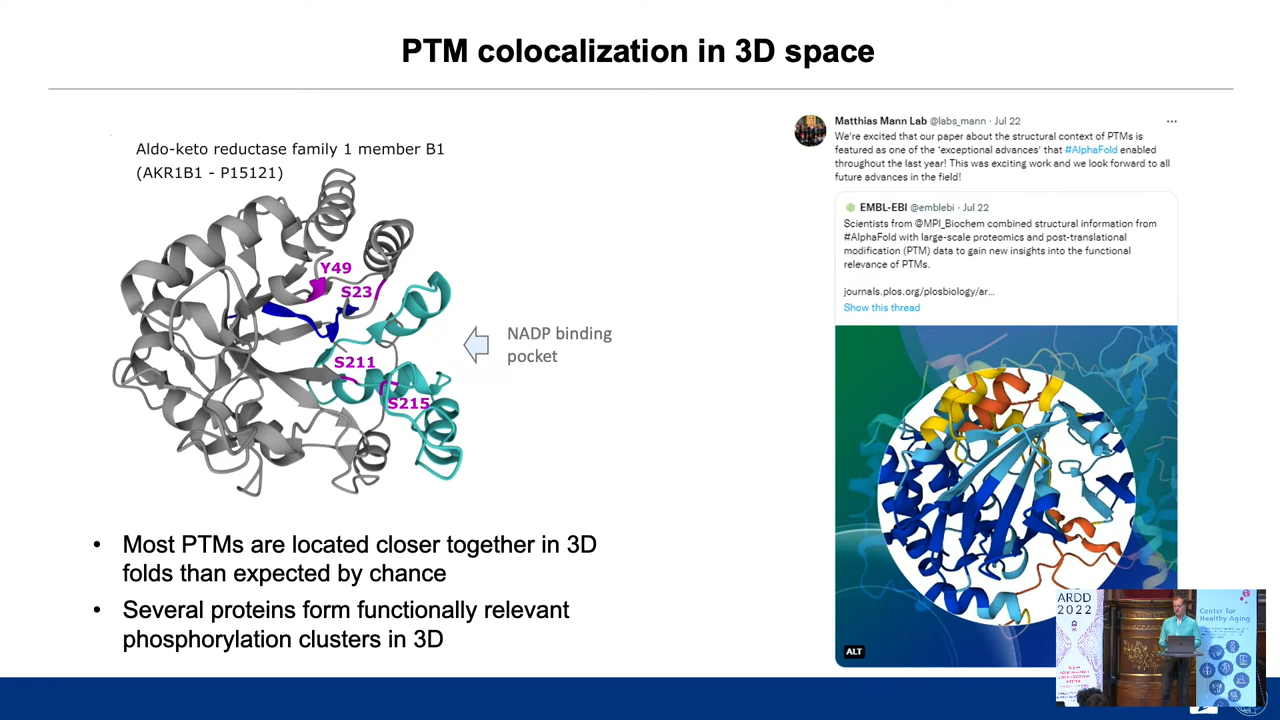 PTM colocalization in 3D space
Aldo-keto reductase family 1 member B1
(AKR1B1 - P15121)
Y49
S23
S211
S215
NADP binding
pocket
• Most PTMs are located closer together in 3D
folds than expected by chance
• Several proteins form functionally relevant
phosphorylation clusters in 3D
Matthias Mann Lab @labs_mann · Jul 22
We're excited that our paper about the structural context of PTMs is
featured as one of the 'exceptional advances' that #AlphaFold enabled
throughout the last year! This was exciting work and we look forward to all
future advances in the field!
EMBL-EBI @emblebi · Jul 22
Scientists from @MPI_Biochem combined structural information from
#AlphaFold with large-scale proteomics and post-translational
modification (PTM) data to gain new insights into the functional
relevance of PTMs.
journals.plos.org/plosbiology/ar...
Show this thread
ALT
ARDD
2022
Center for
Healthy Aging